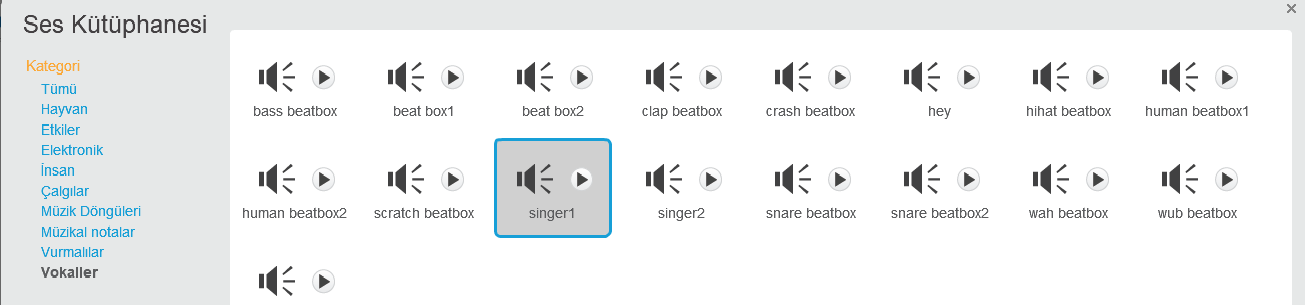 Ses Kütüphanesi
Kategori
Tümü
Hayvan
Etkiler
Elektronik
İnsan
Çalgılar
Müzik Döngüleri
Müzikal notalar
Vurmalılar
Vokaller
bass beatbox beat box1 beat box2 clap beatbox crash beatbox hey hihat beatbox human beatbox1
human beatbox2 scratch beatbox singer1 singer2 snare beatbox snare beatbox2 wah beatbox wub beatbox